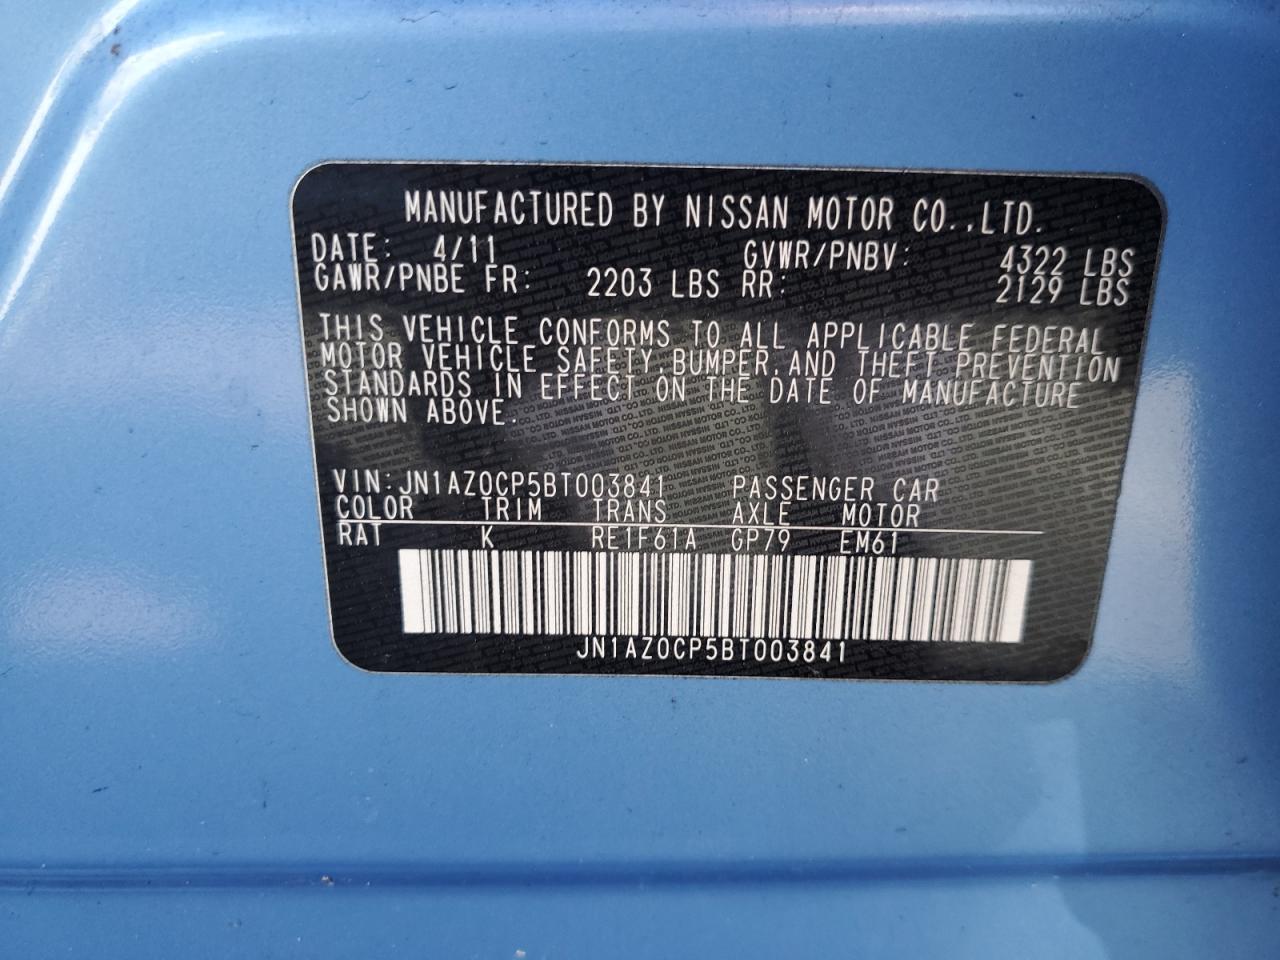 MANUFACTURED BY NISSAN MOTOR CO.,LTD.
DATE: 4/11 GVWR/PNBV: 4322 LBS
GAWR/PNBE FR: 2203 LBS RR: 2129 LBS
THIS VEHICLE CONFORMS TO ALL APPLICABLE FEDERAL
MOTOR VEHICLE SAFETY,BUMPER,AND THEFT PREVENTION
STANDARDS IN EFFECT ON THE DATE OF MANUFACTURE
SHOWN ABOVE.
VIN:JN1AZ0CP5BT003841 PASSENGER CAR
COLOR TRIM TRANS AXLE MOTOR
RAT K RE1F61A GP79 EM61
JN1AZ0CP5BT003841